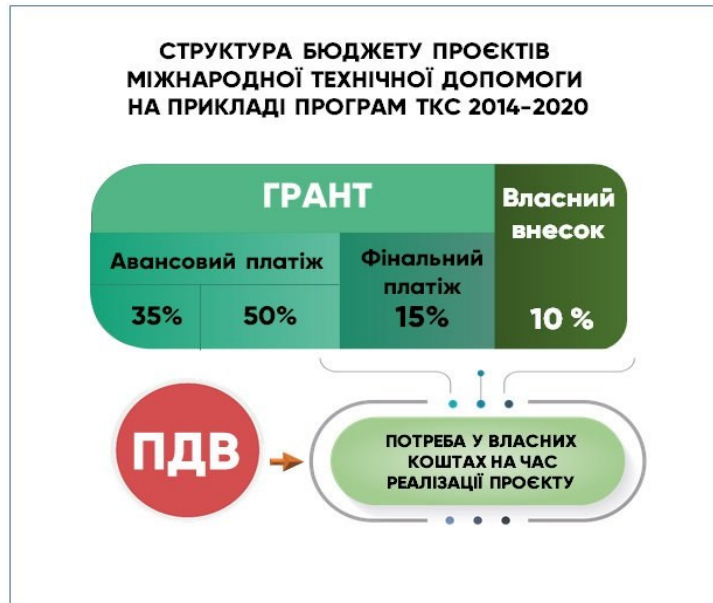 СТРУКТУРА БЮДЖЕТУ ПРОЄКТІВ
МІЖНАРОДНОЇ ТЕХНІЧНОЇ ДОПОМОГИ
НА ПРИКЛАДІ ПРОГРАМ ТКС 2014-2020
ГРАНТ
Власний
внесок
Авансовий платіж
Фінальний
платіж
35%
50%
15%
10 %
ПДВ
ПОТРЕБА У ВЛАСНИХ
КОШТАХ НА ЧАС
РЕАЛІЗАЦІЇ ПРОЄКТУ